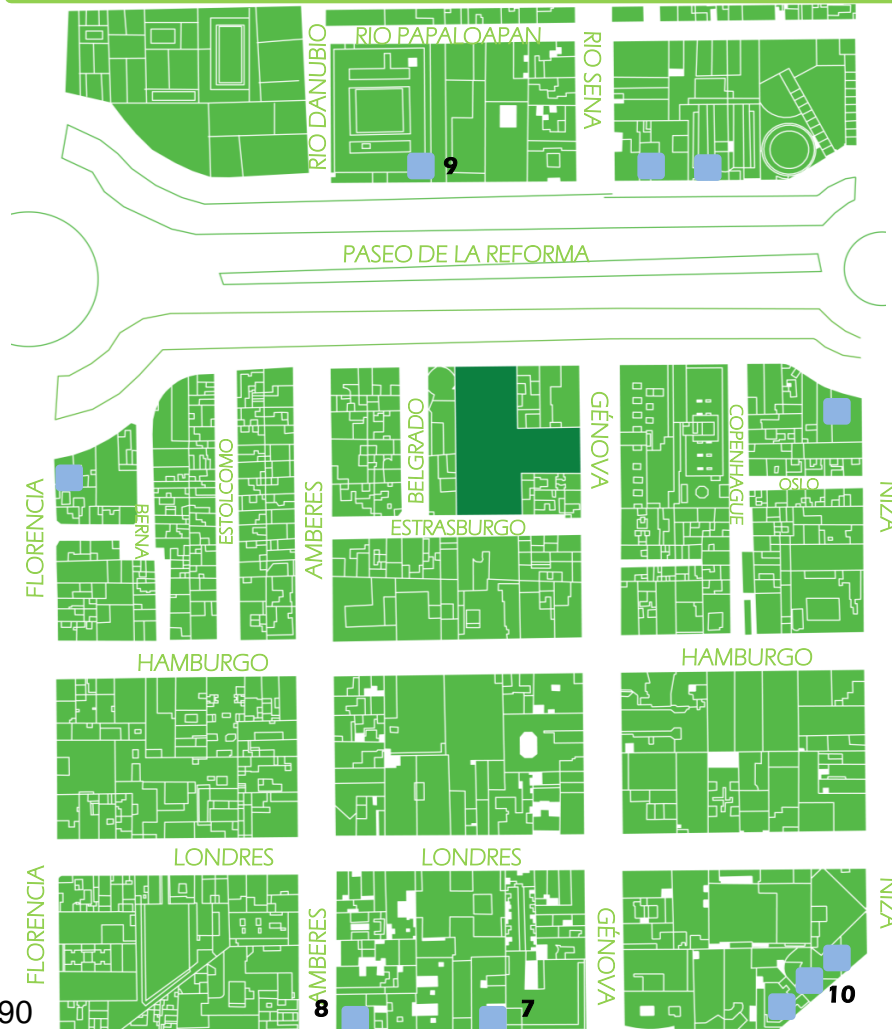 RIO PAPALOAPAN
RIO DANUBIO
RIO SENA
9
PASEO DE LA REFORMA
FLORENCIA
BERNA
ESTOLCOMO
AMBERES
BELGRADO
ESTRASBURGO
GÉNOVA
COPENHAGUE
OSLO
NIZA
HAMBURGO
HAMBURGO
LONDRES
LONDRES
FLORENCIA
AMBERES
GÉNOVA
NIZA
90
8
7
10